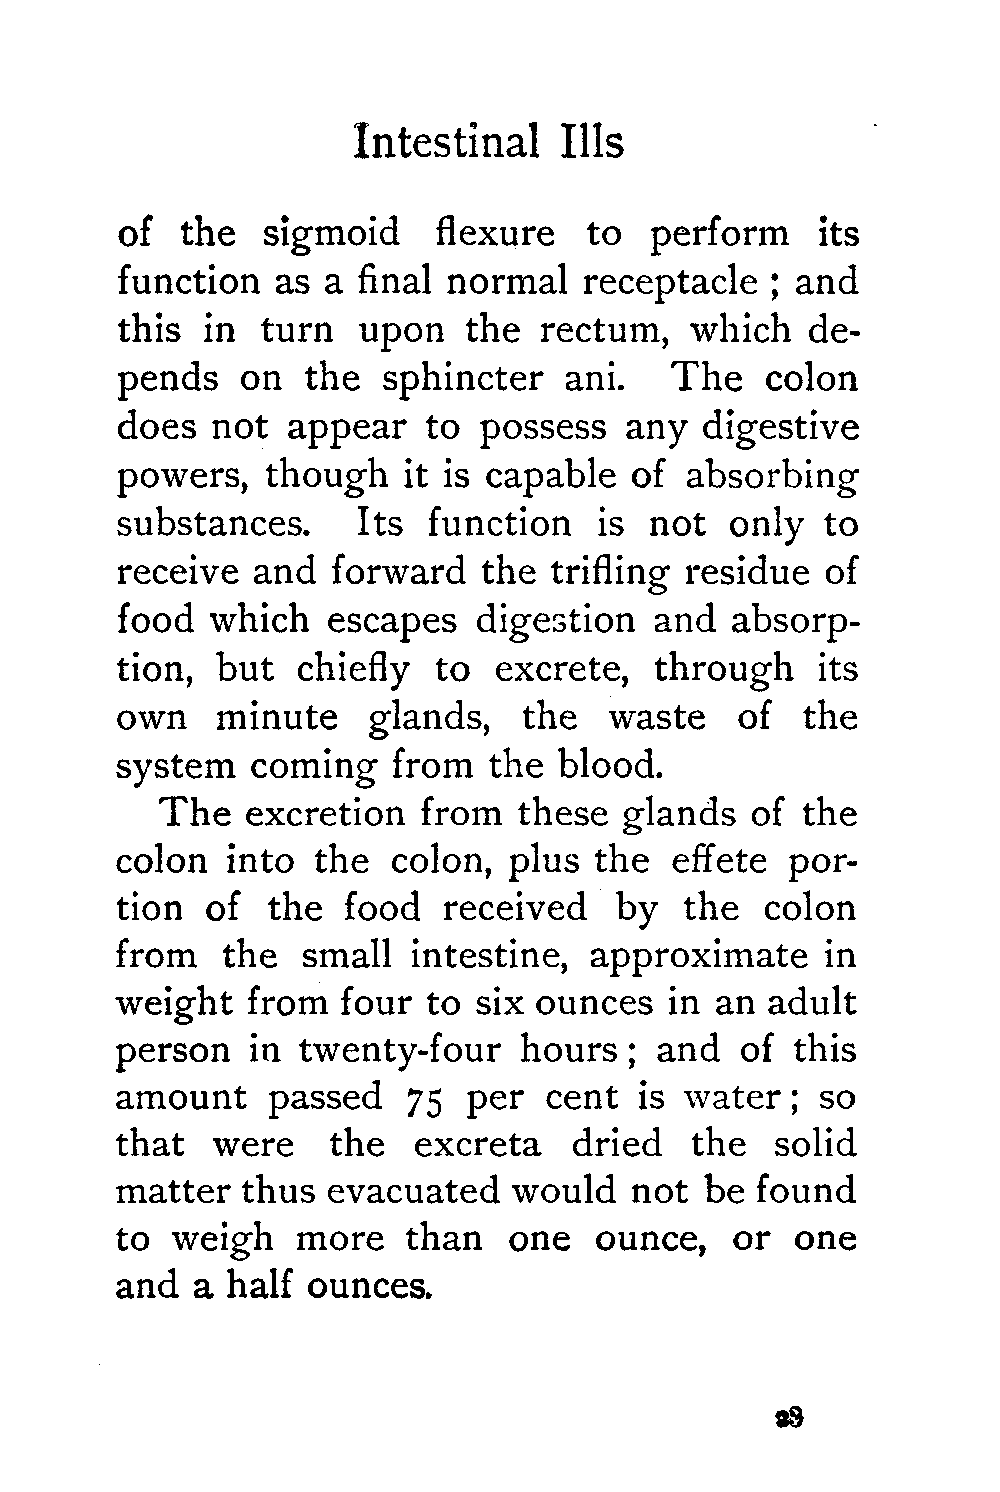 Intestinal Ills
of the sigmoid flexure to perform its
function as a final normal receptacle ; and
this in turn upon the rectum, which de-
pends on the sphincter ani. The colon
does not appear to possess any digestive
powers, though it is capable of absorbing
substances. Its function is not only to
receive and forward the trifling residue of
food which escapes digestion and absorp-
tion, but chiefly to excrete, through its
own minute glands, the waste of the
system coming from the blood.
The excretion from these glands of the
colon into the colon, plus the effete por-
tion of the food received by the colon
from the small intestine, approximate in
weight from four to six ounces in an adult
person in twenty-four hours ; and of this
amount passed 75 per cent is water ; so
that were the excreta dried the solid
matter thus evacuated would not be found
to weigh more than one ounce, or one
and a half ounces.